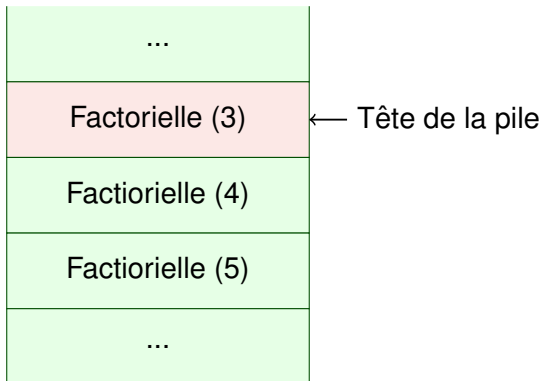 ...
Factorielle (3)
Tête de la pile
Factiorielle (4)
Factiorielle (5)
...